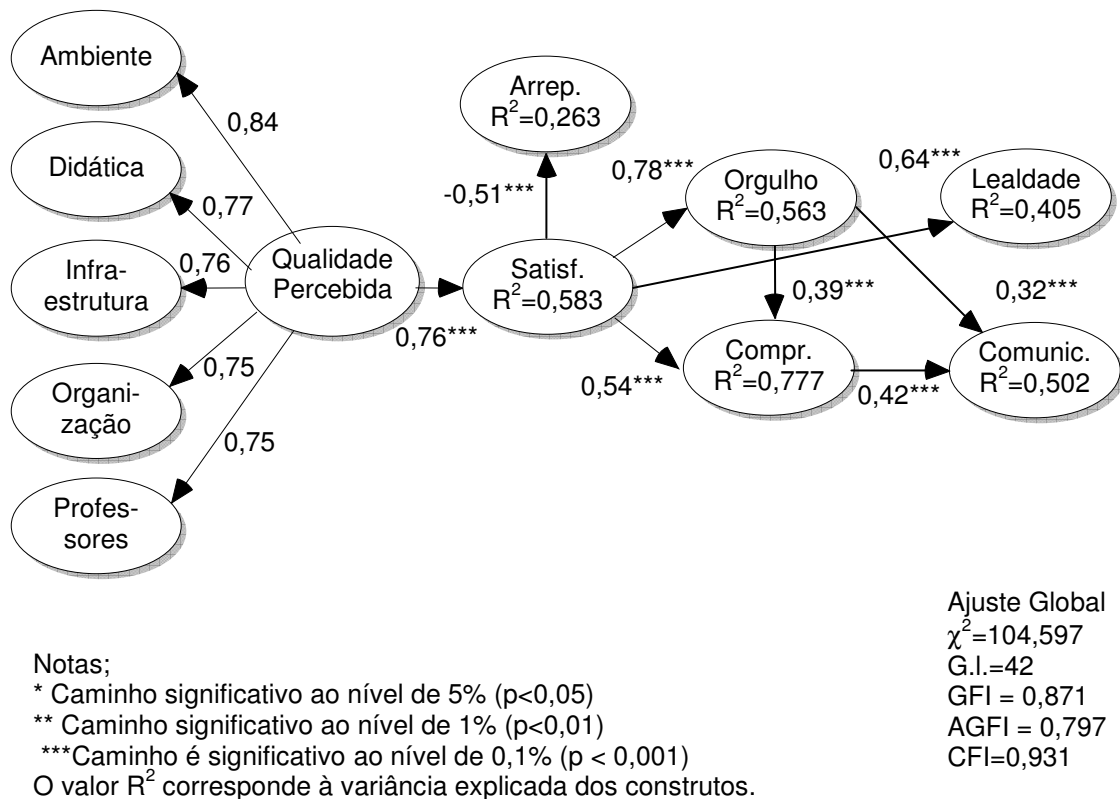 Ambiente
Didática
Infra-
estrutura
Organi-
zação
Profes-
sores
0,84
0,77
0,76
0,75
0,75
Qualidade
Percebida
0,76***
Arrep.
R²=0,263
-0,51***
Satisf.
R²=0,583
0,78***
0,54***
Orgulho
R²=0,563
0,39***
Compr.
R²=0,777
0,64***
Lealdade
R²=0,405
0,32***
0,42***
Comunic.
R²=0,502
Notas;
* Caminho significativo ao nível de 5% (p<0,05)
** Caminho significativo ao nível de 1% (p<0,01)
***Caminho é significativo ao nível de 0,1% (p < 0,001)
O valor R² corresponde à variância explicada dos construtos.
Ajuste Global
χ²=104,597
G.l.=42
GFI = 0,871
AGFI = 0,797
CFI=0,931